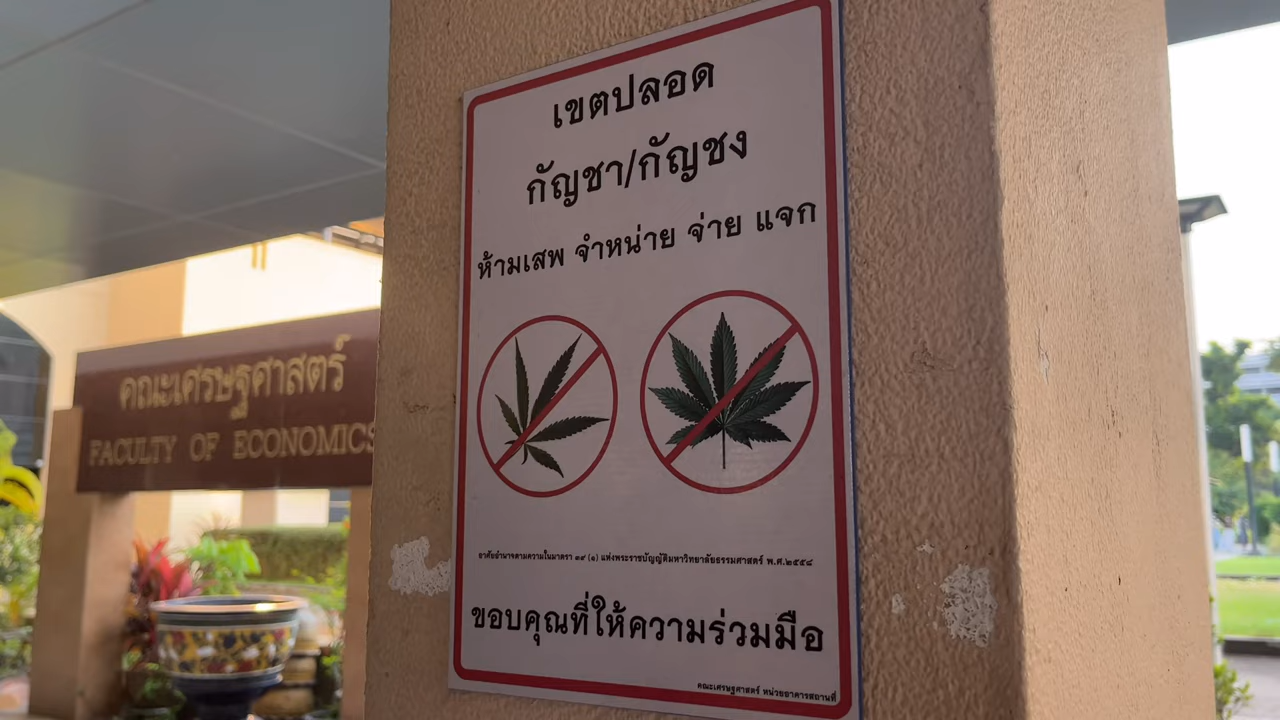 เขตปลอด
กัญชา/กัญชง
ห้ามเสพ จำหน่าย จ่าย แจก
อาศัยอำนาจตามความในมาตรา ๓๙ (๑) แห่งพระราชบัญญัติมหาวิทยาลัยธรรมศาสตร์ พ.ศ.๒๕๕๘
ขอบคุณที่ให้ความร่วมมือ
คณะเศรษฐศาสตร์ หน่วยอาคารสถานที่
คณะเศรษฐศาสตร์
FACULTY OF ECONOMICS